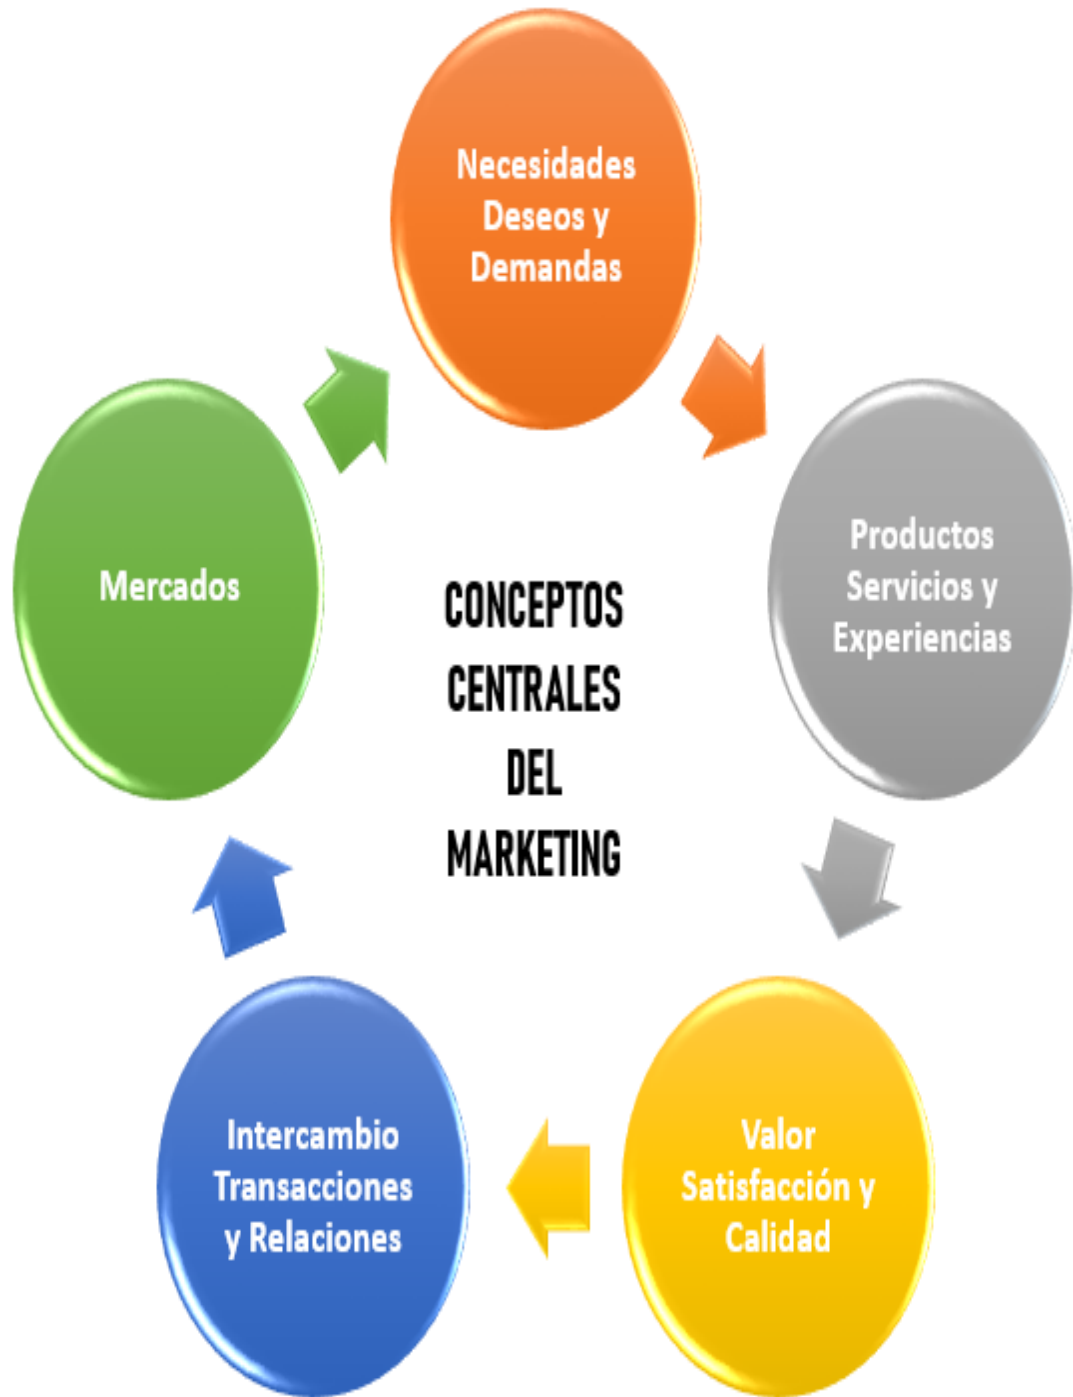 Necesidades
Deseos y
Demandas
Productos
Servicios y
Experiencias
Valor
Satisfacción y
Calidad
Intercambio
Transacciones
y Relaciones
Mercados
CONCEPTOS
CENTRALES
DEL
MARKETING